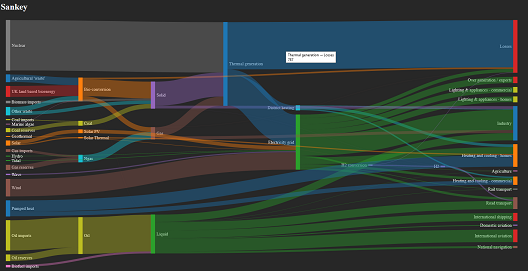 Sankey
Nuclear
Thermal generation
Losses
Thermal generation → Losses
787
Agricultural 'waste'
UK land based bioenergy
Bio-conversion
Solid
Biomass imports
Other waste
Coal imports
Marine algae
Coal reserves
Geothermal
Solar
Coal
Solar PV
Solar Thermal
Gas
Gas imports
Hydro
Tidal
Gas reserves
Wave
Ngas
Wind
Pumped heat
Oil imports
Oil
Liquid
Oil reserves
Biofuel imports
District heating
Electricity grid
H2 conversion
H2
Over generation / exports
Lighting & appliances - commercial
Lighting & appliances - homes
Industry
Heating and cooling - homes
Agriculture
Heating and cooling - commercial
Rail transport
Road transport
International shipping
Domestic aviation
International aviation
National navigation